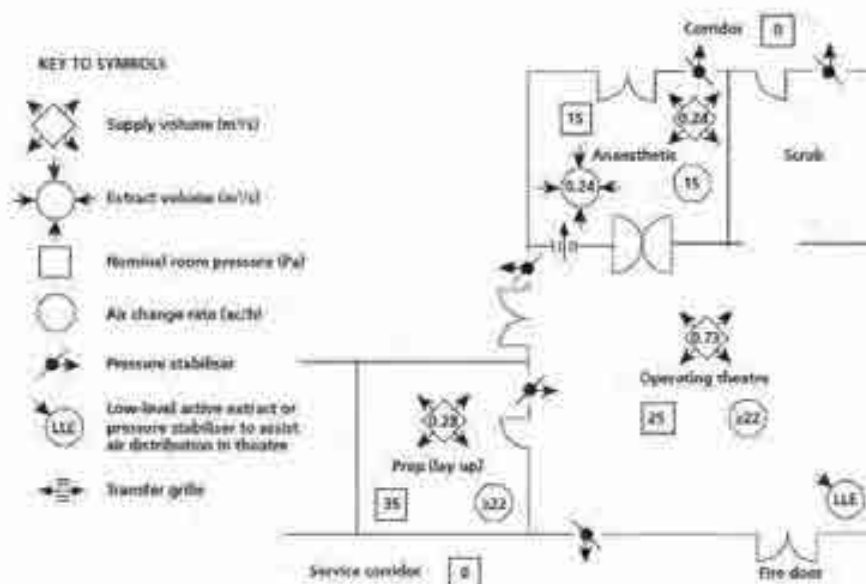 KEY TO SYMBOLS
Supply volume (m³/s)
Extract volume (m³/s)
Nominal room pressure (Pa)
Air change rate (ac/h)
Pressure stabiliser
LLE
Low-level active extract or
pressure stabiliser to assist
air distribution in theatre
Transfer grille
Corridor 0
15
0.24
Anaesthetic
0.24
15
Scrub
0.73
Operating theatre
25
≥22
LLE
0.28
Prep (lay up)
35
≥22
Service corridor 0
Fire door